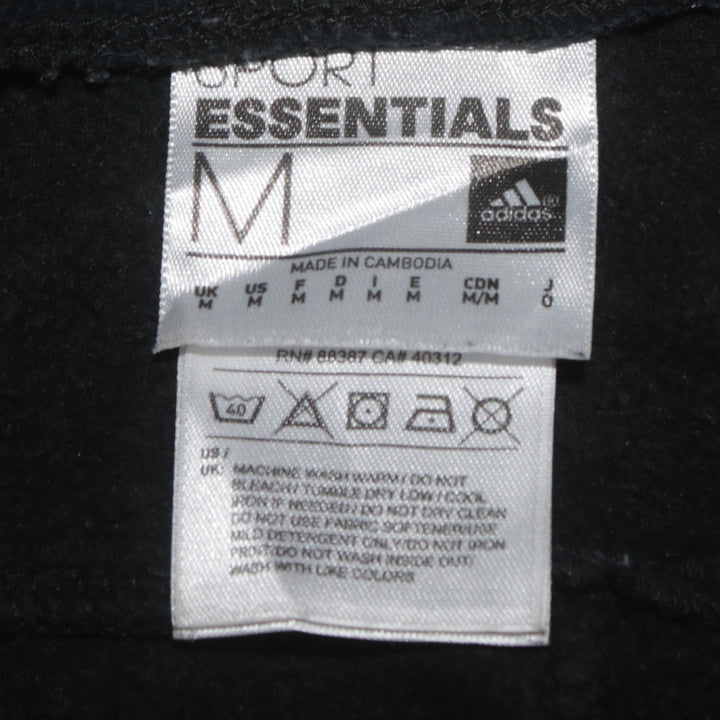 SPORT
ESSENTIALS
M
adidas®
MADE IN CAMBODIA
UK US F D I E CDN J
M M M M M M M/M O
RN# 88387 CA# 40312
40
US /
UK: MACHINE WASH WARM / DO NOT
BLEACH / TUMBLE DRY LOW / COOL
IRON IF NEEDED / DO NOT DRY CLEAN
DO NOT USE FABRIC SOFTENER/USE
MILD DETERGENT ONLY/DO NOT IRON
PRINT/DO NOT WASH INSIDE OUT/
WASH WITH LIKE COLORS